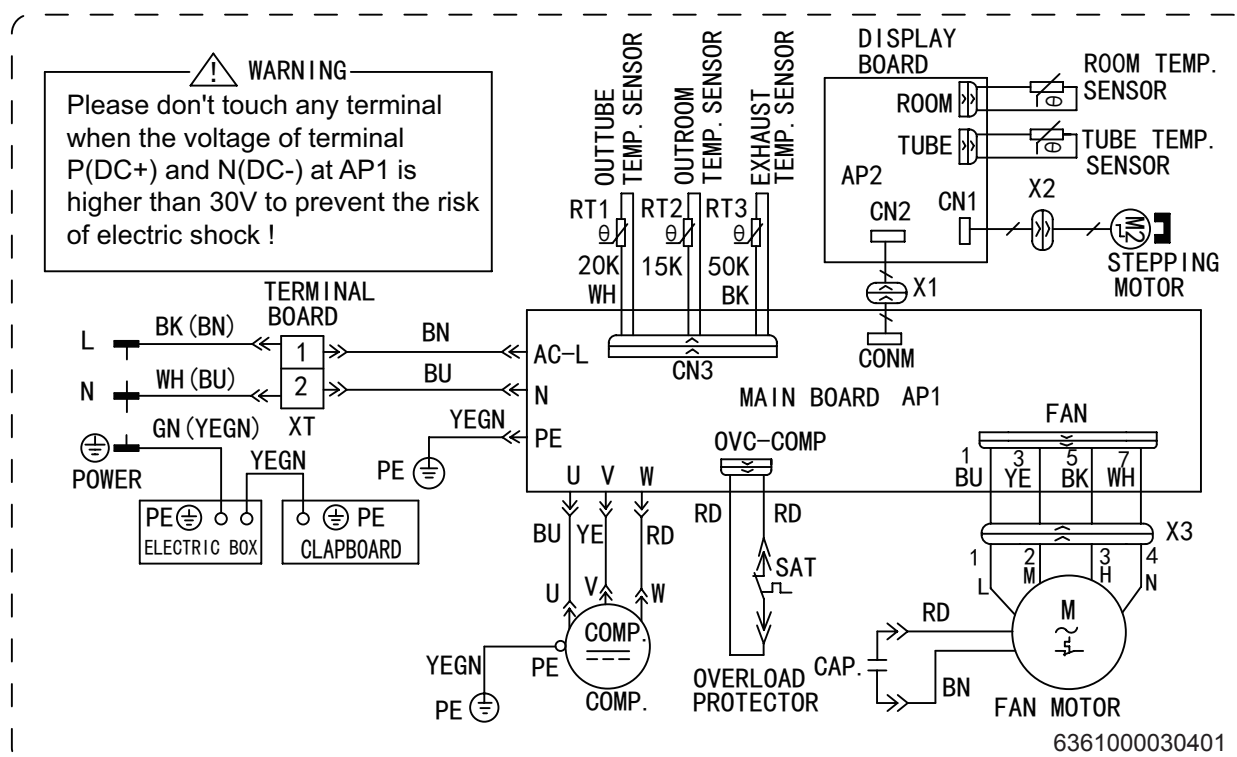 WARNING
Please don't touch any terminal
when the voltage of terminal
P(DC+) and N(DC-) at AP1 is
higher than 30V to prevent the risk
of electric shock !
OUTTUBE
TEMP. SENSOR
OUTROOM
TEMP. SENSOR
EXHAUST
TEMP. SENSOR
RT1 RT2 RT3
θ θ θ
20K 15K 50K
WH BK
CN3
DISPLAY
BOARD
ROOM
TUBE
AP2
CN2
CN1
ROOM TEMP.
SENSOR
θ
TUBE TEMP.
SENSOR
θ
X2
M2
STEPPING
MOTOR
X1
CONM
TERMINAL
BOARD
L BK(BN) 1 BN AC-L
N WH(BU) 2 BU N
GN(YEGN) XT YEGN PE
POWER
YEGN
PE
PE
ELECTRIC BOX
PE
CLAPBOARD
MAIN BOARD AP1
U V W
BU YE RD
U V W
COMP.
PE
YEGN
PE
COMP.
OVC-COMP
RD RD
SAT
OVERLOAD
PROTECTOR
FAN
1 3 5 7
BU YE BK WH
X3
1 2 3 4
L M H N
M
RD
CAP.
BN
FAN MOTOR
6361000030401